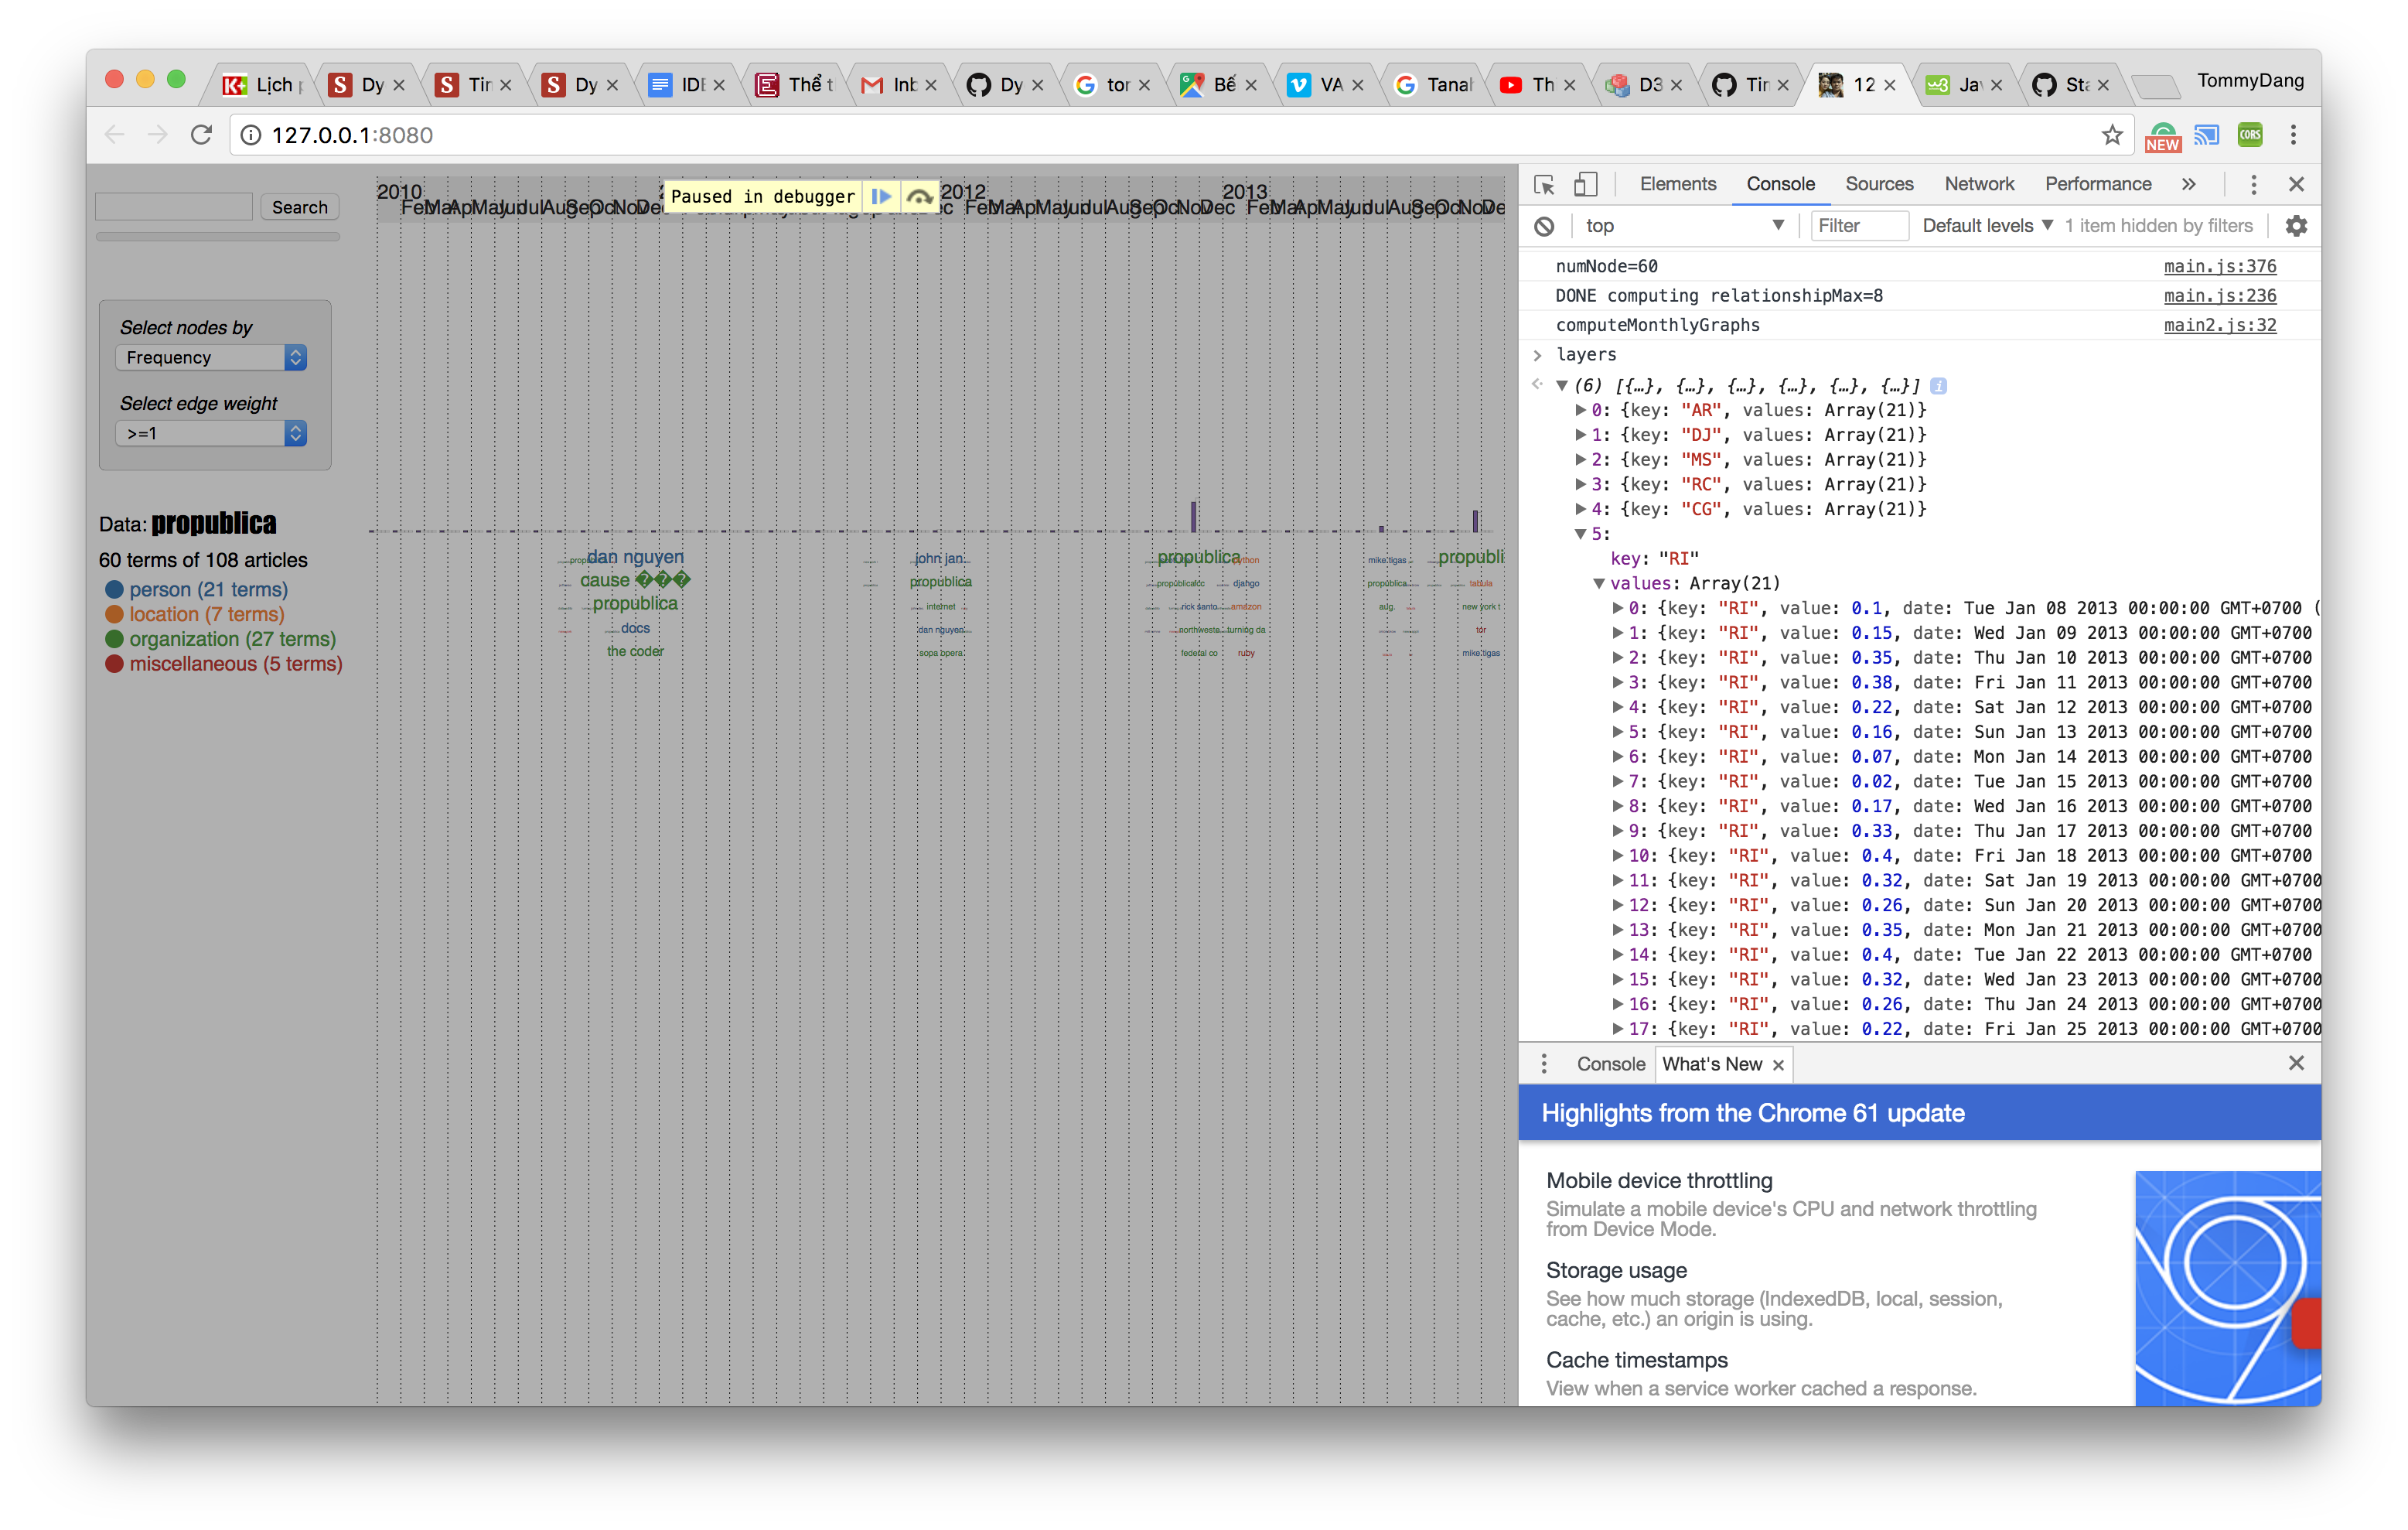 Lịch
Dy
Tin
Dy
IDE
Thể t
Inb
Dy
tor
Bế
VA
Tanah
Th
D3
Tin
12
Ja
Sta
TommyDang
127.0.0.1:8080
NEW
CORS
Search
2010
2012
2013
Paused in debugger
Select nodes by
Frequency
Select edge weight
>=1
Data: propublica
60 terms of 108 articles
person (21 terms)
location (7 terms)
organization (27 terms)
miscellaneous (5 terms)
dan nguyen
cause ���
propublica
docs
the coder
john jan.
propublica
internet
dan nguyen
sopa opera
propublica
python
propublicacc
django
rick santo
amazon
northweste
turning da
federal co
ruby
mike tigas
propublica
aug.
propubli
tabula
new york t
tor
mike tigas
Elements
Console
Sources
Network
Performance
»
top
Filter
Default levels
1 item hidden by filters
numNode=60 main.js:376
DONE computing relationshipMax=8 main.js:236
computeMonthlyGraphs main2.js:32
layers
(6) [{…}, {…}, {…}, {…}, {…}, {…}]
0: {key: "AR", values: Array(21)}
1: {key: "DJ", values: Array(21)}
2: {key: "MS", values: Array(21)}
3: {key: "RC", values: Array(21)}
4: {key: "CG", values: Array(21)}
5:
key: "RI"
values: Array(21)
0: {key: "RI", value: 0.1, date: Tue Jan 08 2013 00:00:00 GMT+0700 (
1: {key: "RI", value: 0.15, date: Wed Jan 09 2013 00:00:00 GMT+0700
2: {key: "RI", value: 0.35, date: Thu Jan 10 2013 00:00:00 GMT+0700
3: {key: "RI", value: 0.38, date: Fri Jan 11 2013 00:00:00 GMT+0700
4: {key: "RI", value: 0.22, date: Sat Jan 12 2013 00:00:00 GMT+0700
5: {key: "RI", value: 0.16, date: Sun Jan 13 2013 00:00:00 GMT+0700
6: {key: "RI", value: 0.07, date: Mon Jan 14 2013 00:00:00 GMT+0700
7: {key: "RI", value: 0.02, date: Tue Jan 15 2013 00:00:00 GMT+0700
8: {key: "RI", value: 0.17, date: Wed Jan 16 2013 00:00:00 GMT+0700
9: {key: "RI", value: 0.33, date: Thu Jan 17 2013 00:00:00 GMT+0700
10: {key: "RI", value: 0.4, date: Fri Jan 18 2013 00:00:00 GMT+0700
11: {key: "RI", value: 0.32, date: Sat Jan 19 2013 00:00:00 GMT+0700
12: {key: "RI", value: 0.26, date: Sun Jan 20 2013 00:00:00 GMT+0700
13: {key: "RI", value: 0.35, date: Mon Jan 21 2013 00:00:00 GMT+0700
14: {key: "RI", value: 0.4, date: Tue Jan 22 2013 00:00:00 GMT+0700
15: {key: "RI", value: 0.32, date: Wed Jan 23 2013 00:00:00 GMT+0700
16: {key: "RI", value: 0.26, date: Thu Jan 24 2013 00:00:00 GMT+0700
17: {key: "RI", value: 0.22, date: Fri Jan 25 2013 00:00:00 GMT+0700
Console
What's New
Highlights from the Chrome 61 update
Mobile device throttling
Simulate a mobile device's CPU and network throttling
from Device Mode.
Storage usage
See how much storage (IndexedDB, local, session,
cache, etc.) an origin is using.
Cache timestamps
View when a service worker cached a response.